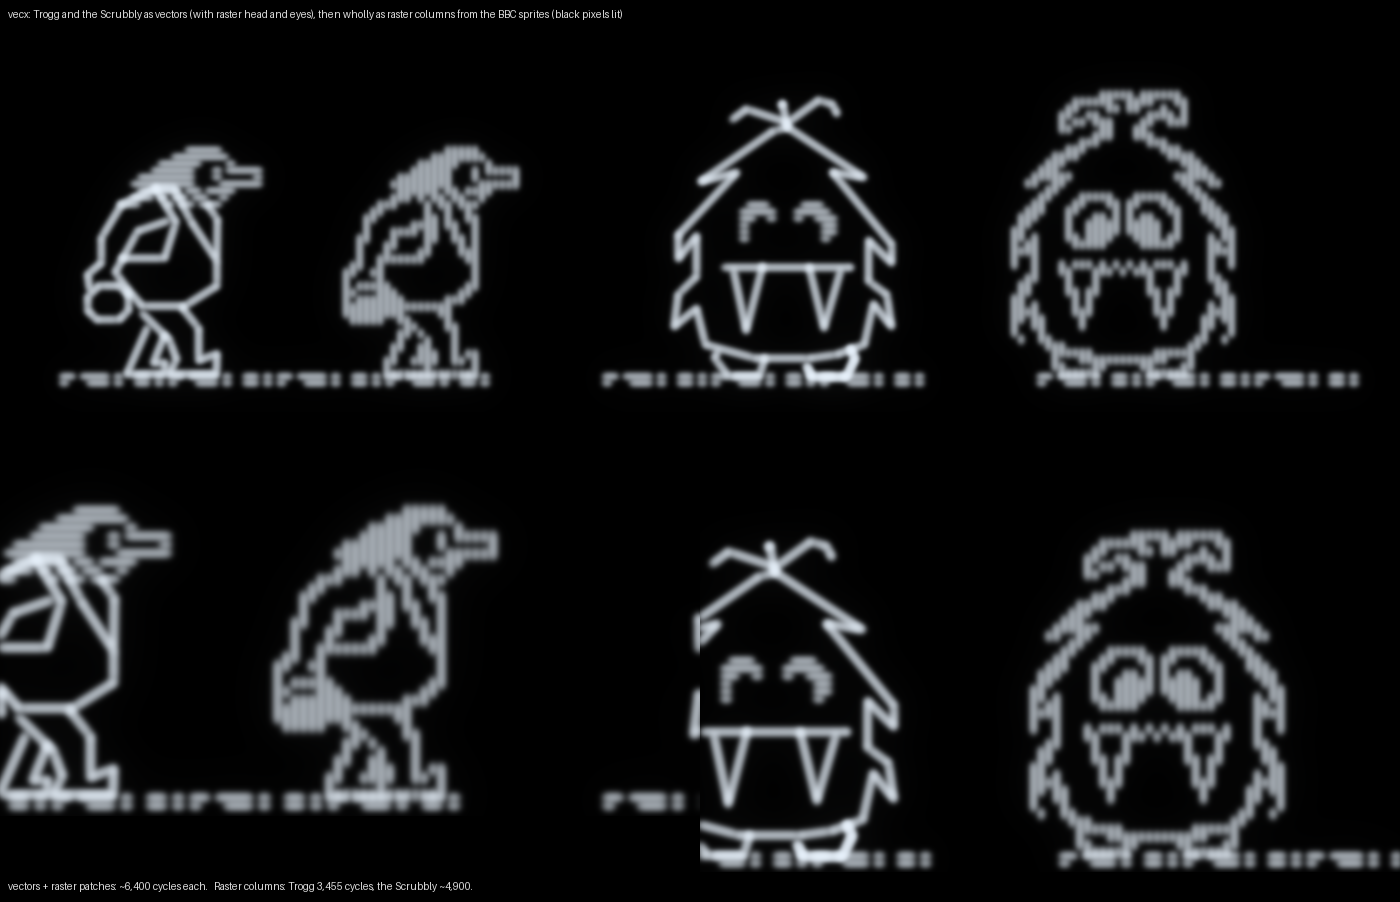 vecx: Trogg and the Scrubbly as vectors (with raster head and eyes), then wholly as raster columns from the BBC sprites (black pixels lit)
vectors + raster patches: ~6,400 cycles each.  Raster columns: Trogg 3,455 cycles, the Scrubbly ~4,900.